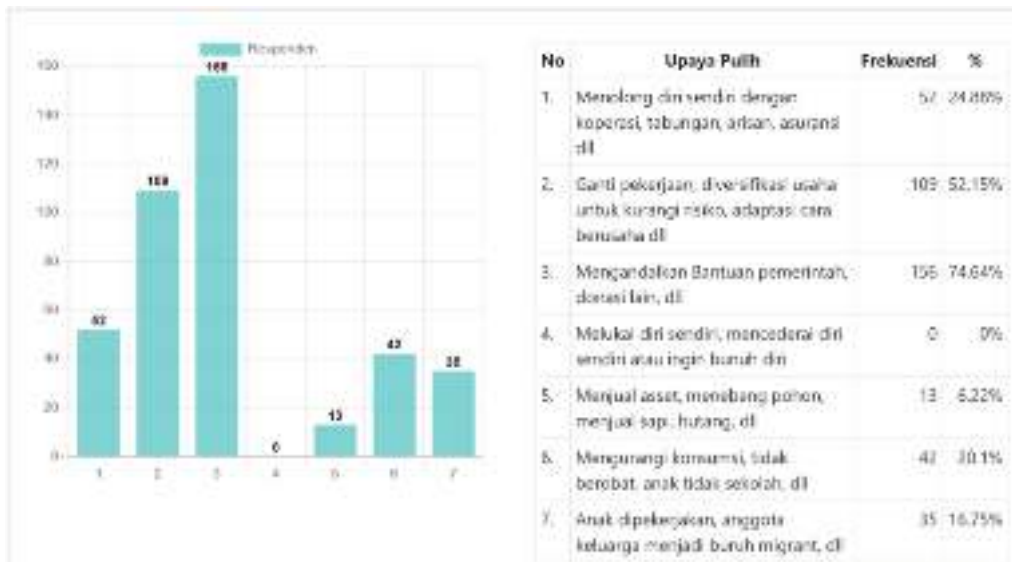 Responden
160
140
120
100
80
60
40
20
0
52
109
156
0
13
42
35
1 2 3 4 5 6 7
No Upaya Pulih Frekuensi %
1. Menolong diri sendiri dengan 52 24.88%
koperasi, tabungan, arisan, asuransi
dll
2. Ganti pekerjaan, diversifikasi usaha 109 52.15%
untuk kurangi risiko, adaptasi cara
berusaha dll
3. Mengandalkan Bantuan pemerintah, 156 74.64%
donasi lain, dll
4. Melukai diri sendiri, mencederai diri 0 0%
sendiri atau ingin bunuh diri
5. Menjual asset, menebang pohon, 13 6.22%
menjual sapi, hutang, dll
6. Mengurangi konsumsi, tidak 42 20.1%
berobat, anak tidak sekolah, dll
7. Anak dipekerjakan, anggota 35 16.75%
keluarga menjadi buruh migrant, dll